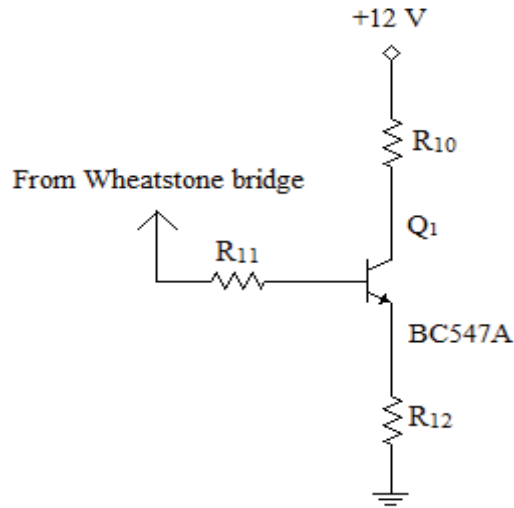 +12 V
R10
From Wheatstone bridge
Q1
R11
BC547A
R12